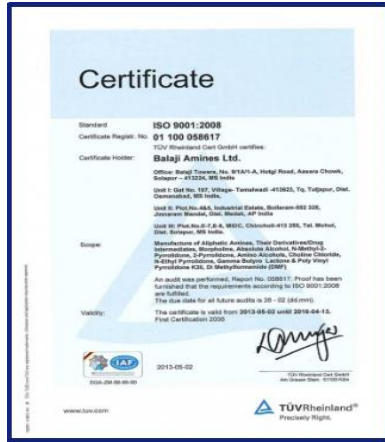 Certificate
Standard ISO 9001:2008
Certificate Registr. No. 01 100 058617
TÜV Rheinland Cert GmbH certifies:
Certificate Holder: Balaji Amines Ltd.
Office: Balaji Towers, No. 9/1A/1-A, Hotgi Road, Aasara Chowk,
Solapur – 413224, MS India
Unit I: Gat No. 197, Village- Tamalwadi -413623, Tq. Tuljapur, Dist.
Osmanabad, MS India,
Unit II: Plot.No.4&5, Industrial Estate, Bollaram-502 325,
Jinnaram Mandal, Dist. Medak, AP India
Unit III: Plot.No.E-7,E-8, MIDC, Chincholi-413 255, Tal. Mohol,
Dist. Solapur, MS India.
Scope: Manufacture of Aliphatic Amines, Their Derivatives/Drug
Intermediates, Morpholine, Absolute Alcohol, N-Methyl-2-
Pyrrolidone, 2-Pyrrolidone, Amino Alcohols, Choline Chloride,
N-Ethyl Pyrrolidone, Gamma Butyro Lactone & Poly Vinyl
Pyrrolidone K30, Di Methylformamide (DMF)
An audit was performed, Report No. 058617. Proof has been
furnished that the requirements according to ISO 9001:2008
are fulfilled.
The due date for all future audits is 28 - 02 (dd.mm).
Validity: The certificate is valid from 2013-05-02 until 2016-04-13.
First Certification 2008
2013-05-02
IAF
TÜV Rheinland Cert GmbH
Am Grauen Stein · 51105 Köln
www.tuv.com
TÜVRheinland®
Precisely Right.